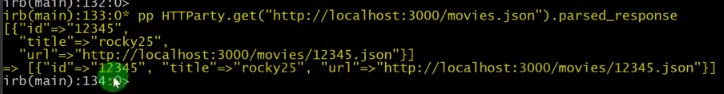 irb(main):132:0>
irb(main):133:0* pp HTTParty.get("http://localhost:3000/movies.json").parsed_response
[{"id"=>"12345",
"title"=>"rocky25",
"url"=>"http://localhost:3000/movies/12345.json"}]
=> [{"id"=>"12345", "title"=>"rocky25", "url"=>"http://localhost:3000/movies/12345.json"}]
irb(main):134:0>